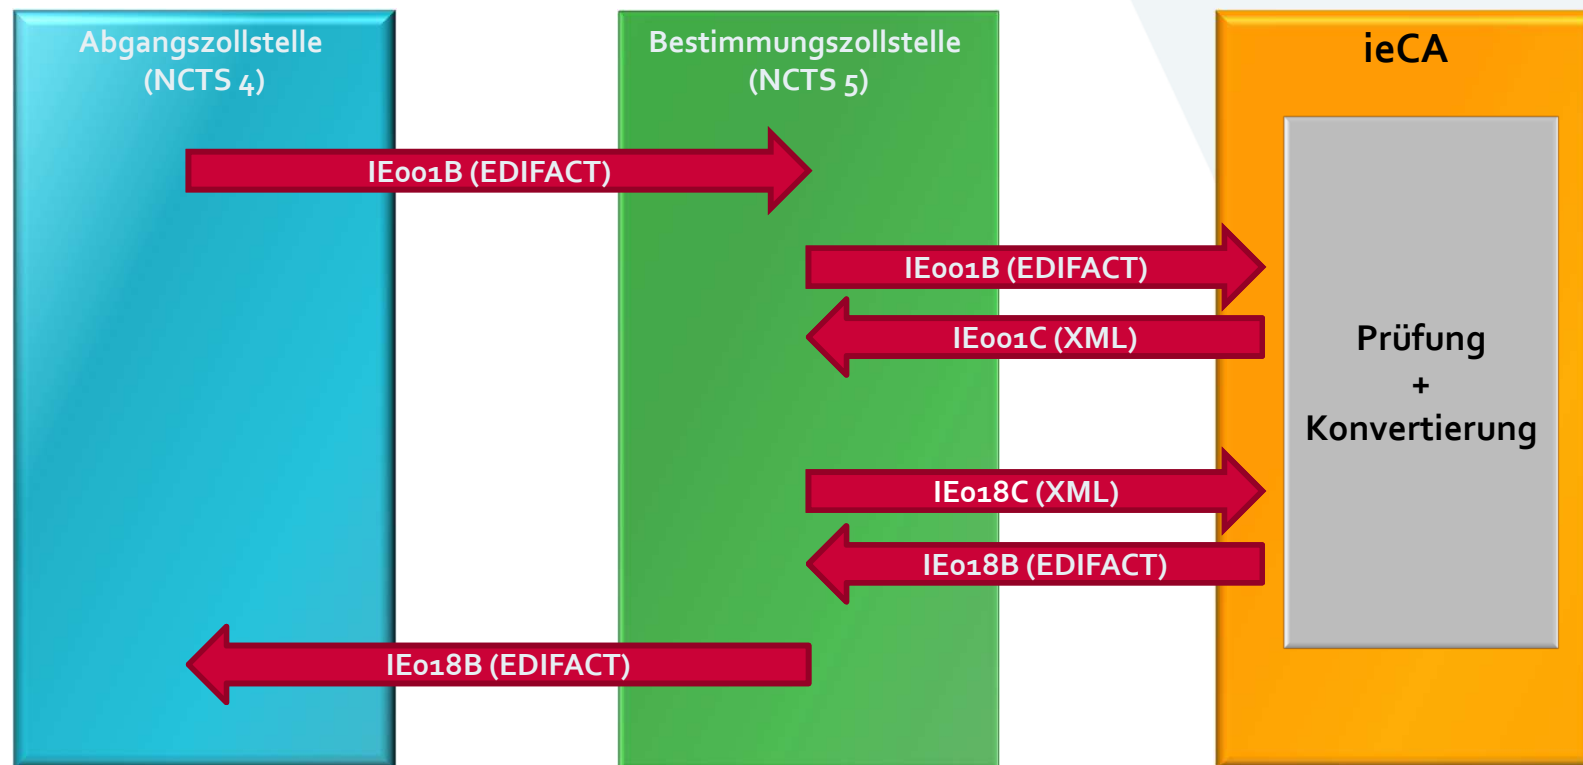 Abgangszollstelle
(NCTS 4)
Bestimmungszollstelle
(NCTS 5)
ieCA
IE001B (EDIFACT)
IE001B (EDIFACT)
IE001C (XML)
Prüfung
+
Konvertierung
IE018C (XML)
IE018B (EDIFACT)
IE018B (EDIFACT)